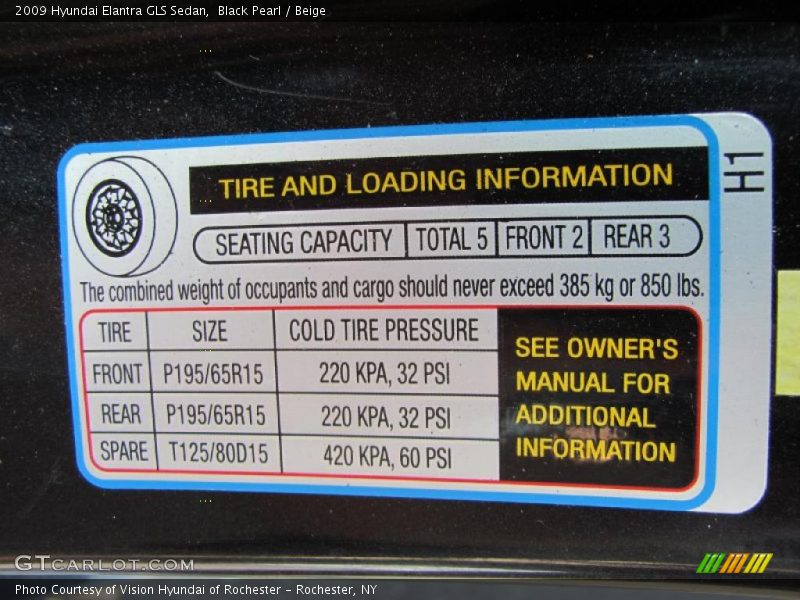 2009 Hyundai Elantra GLS Sedan, Black Pearl / Beige
TIRE AND LOADING INFORMATION
H1
SEATING CAPACITY TOTAL 5 FRONT 2 REAR 3
The combined weight of occupants and cargo should never exceed 385 kg or 850 lbs.
TIRE SIZE COLD TIRE PRESSURE
FRONT P195/65R15 220 KPA, 32 PSI
REAR P195/65R15 220 KPA, 32 PSI
SPARE T125/80D15 420 KPA, 60 PSI
SEE OWNER'S
MANUAL FOR
ADDITIONAL
INFORMATION
GTCARLOT.COM
Photo Courtesy of Vision Hyundai of Rochester - Rochester, NY